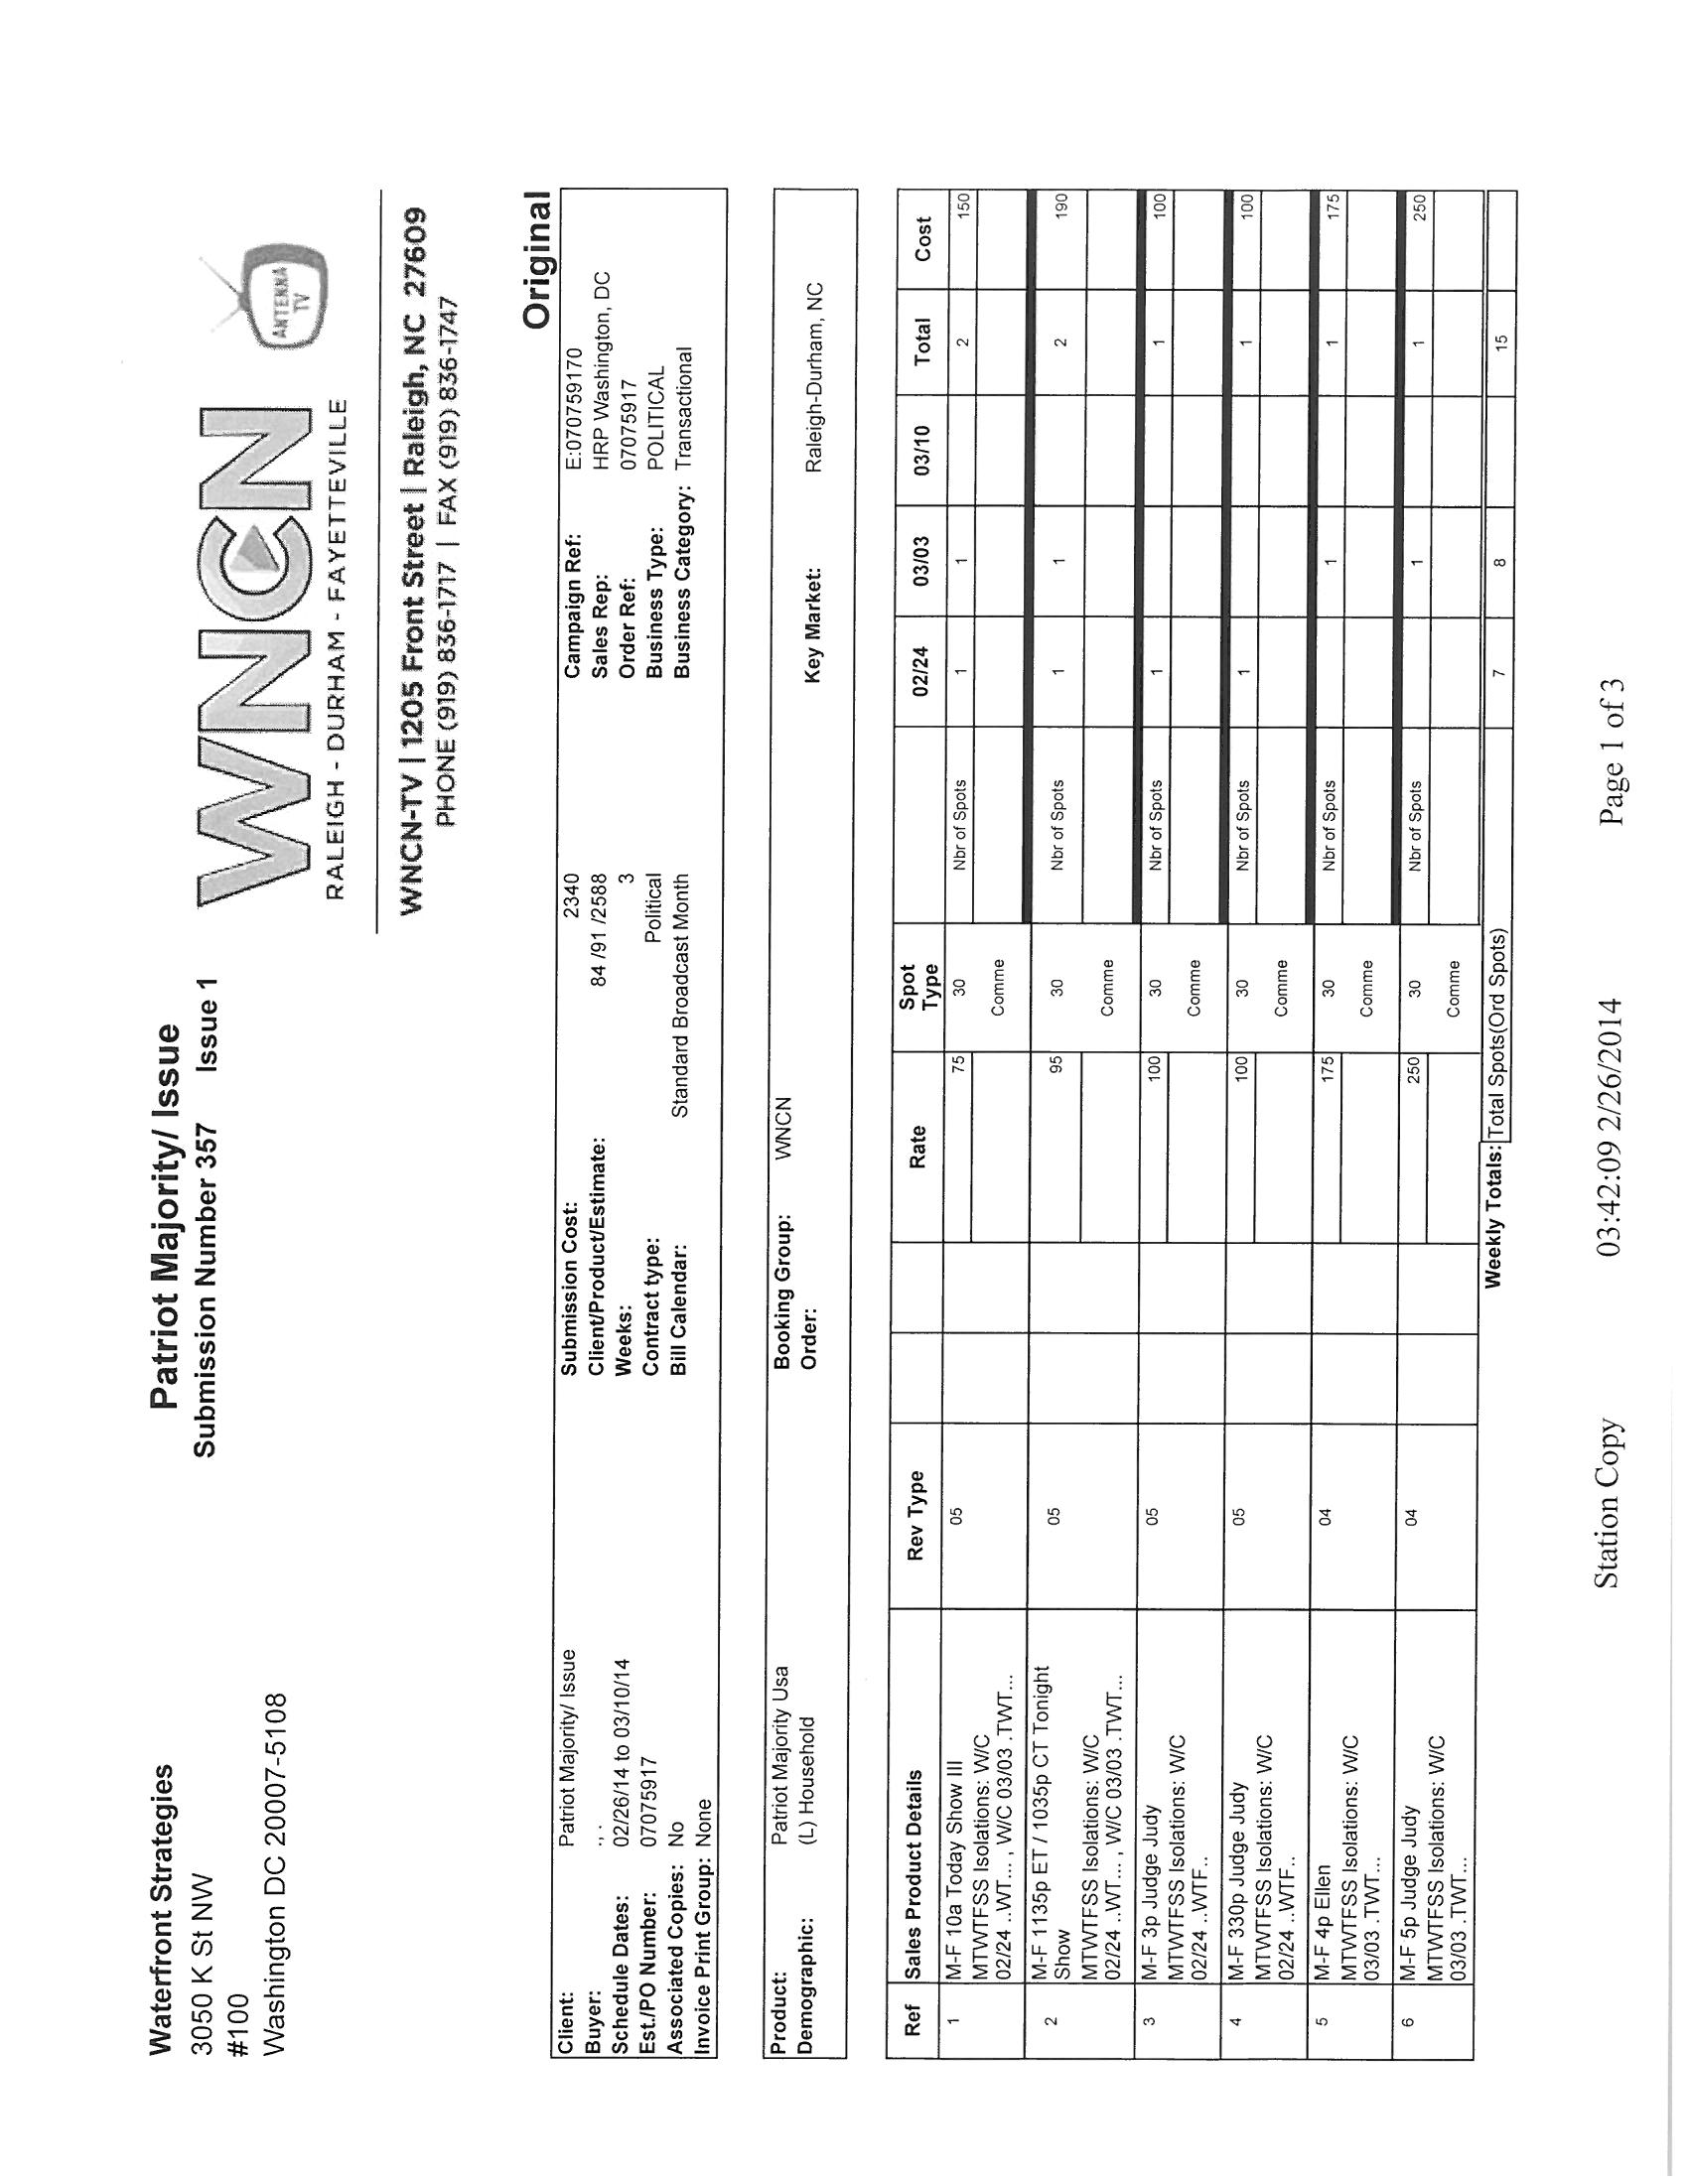 Waterfront Strategies
3050 K St NW
#100
Washington DC 20007-5108
Patriot Majority/ Issue
Submission Number 357 Issue 1
WNCN
RALEIGH - DURHAM - FAYETTEVILLE
ANTENNA
TV
WNCN-TV | 1205 Front Street | Raleigh, NC 27609
PHONE (919) 836-1717 | FAX (919) 836-1747
Original
Client: Patriot Majority/ Issue Submission Cost: 2340 Campaign Ref: E:070759170
Buyer: ., . Client/Product/Estimate: 84 /91 /2588 Sales Rep: HRP Washington, DC
Schedule Dates: 02/26/14 to 03/10/14 Weeks: 3 Order Ref: 07075917
Est./PO Number: 07075917 Contract type: Political Business Type: POLITICAL
Associated Copies: No Bill Calendar: Standard Broadcast Month Business Category: Transactional
Invoice Print Group: None
Product: Patriot Majority Usa Booking Group: WNCN
Demographic: (L) Household Order: Key Market: Raleigh-Durham, NC
Ref Sales Product Details Rev Type Rate Spot Type 02/24 03/03 03/10 Total Cost
1 M-F 10a Today Show III 05 75 30 Nbr of Spots 1 1 2 150
MTWTFSS Isolations: W/C
02/24 ..WT... , W/C 03/03 .TWT... Comme
2 M-F 1135p ET / 1035p CT Tonight 05 95 30 Nbr of Spots 1 1 2 190
Show
MTWTFSS Isolations: W/C
02/24 ..WT... , W/C 03/03 .TWT... Comme
3 M-F 3p Judge Judy 05 100 30 Nbr of Spots 1 1 100
MTWTFSS Isolations: W/C
02/24 ..WTF.. Comme
4 M-F 330p Judge Judy 05 100 30 Nbr of Spots 1 1 100
MTWTFSS Isolations: W/C
02/24 ..WTF.. Comme
5 M-F 4p Ellen 04 175 30 Nbr of Spots 1 1 175
MTWTFSS Isolations: W/C
03/03 .TWT... Comme
6 M-F 5p Judge Judy 04 250 30 Nbr of Spots 1 1 250
MTWTFSS Isolations: W/C
03/03 .TWT... Comme
Weekly Totals: Total Spots(Ord Spots) 7 8 15
Station Copy 03:42:09 2/26/2014 Page 1 of 3